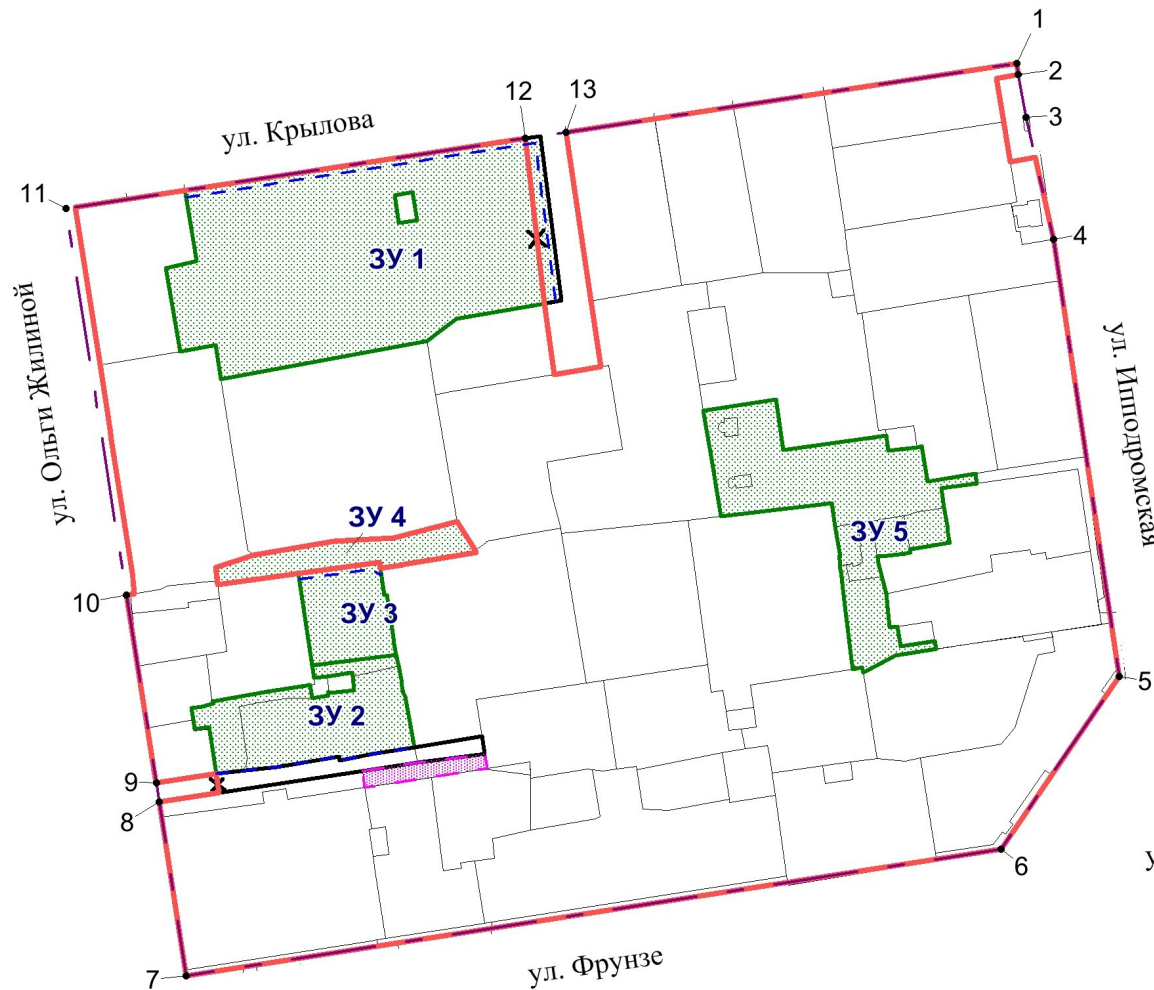 1
2
12
13
ул. Крылова
3
11
4
ЗУ 1
ул. Ольги Жилиной
ул. Ипподромская
ЗУ 4
ЗУ 5
10
ЗУ 3
5
ЗУ 2
9
8
6
у
ул. Фрунзе
7